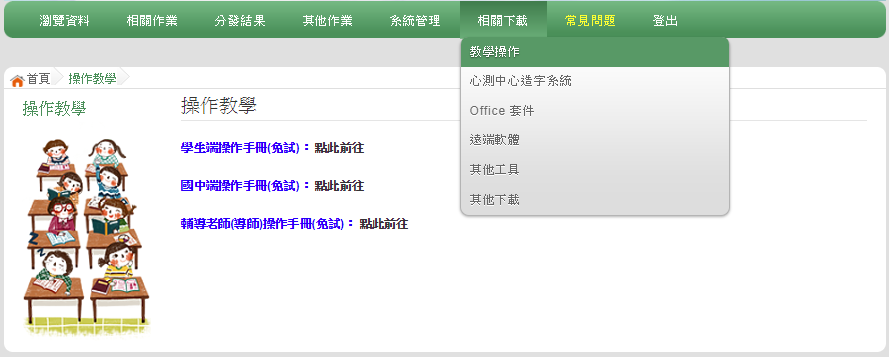 瀏覽資料 相關作業 分發結果 其他作業 系統管理 相關下載 常見問題 登出
教學操作
心測中心造字系統
Office 套件
遠端軟體
其他工具
其他下載
首頁 操作教學
操作教學
操作教學
學生端操作手冊(免試)：點此前往
國中端操作手冊(免試)：點此前往
輔導老師(導師)操作手冊(免試)：點此前往